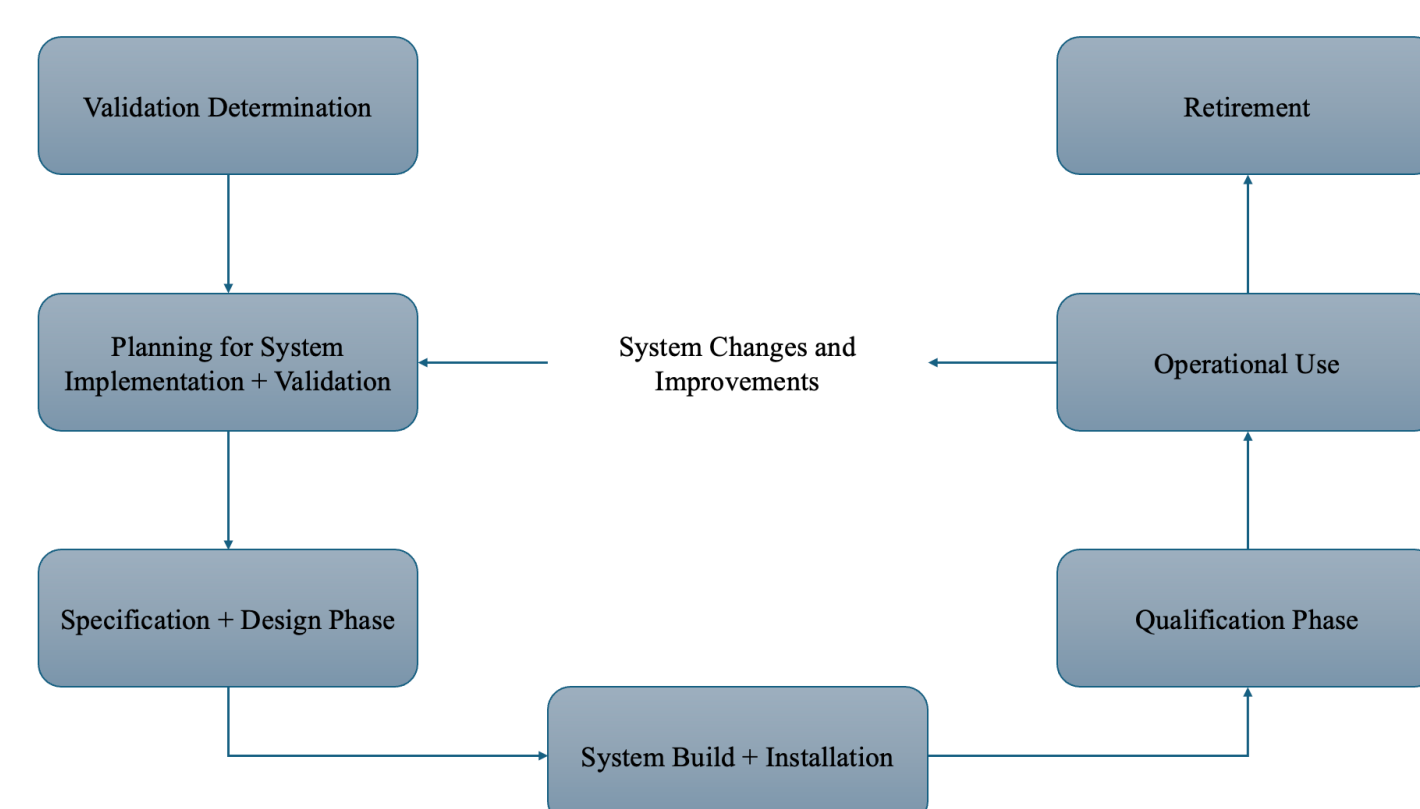 Validation Determination
Retirement
Planning for System
Implementation + Validation
System Changes and
Improvements
Operational Use
Specification + Design Phase
Qualification Phase
System Build + Installation